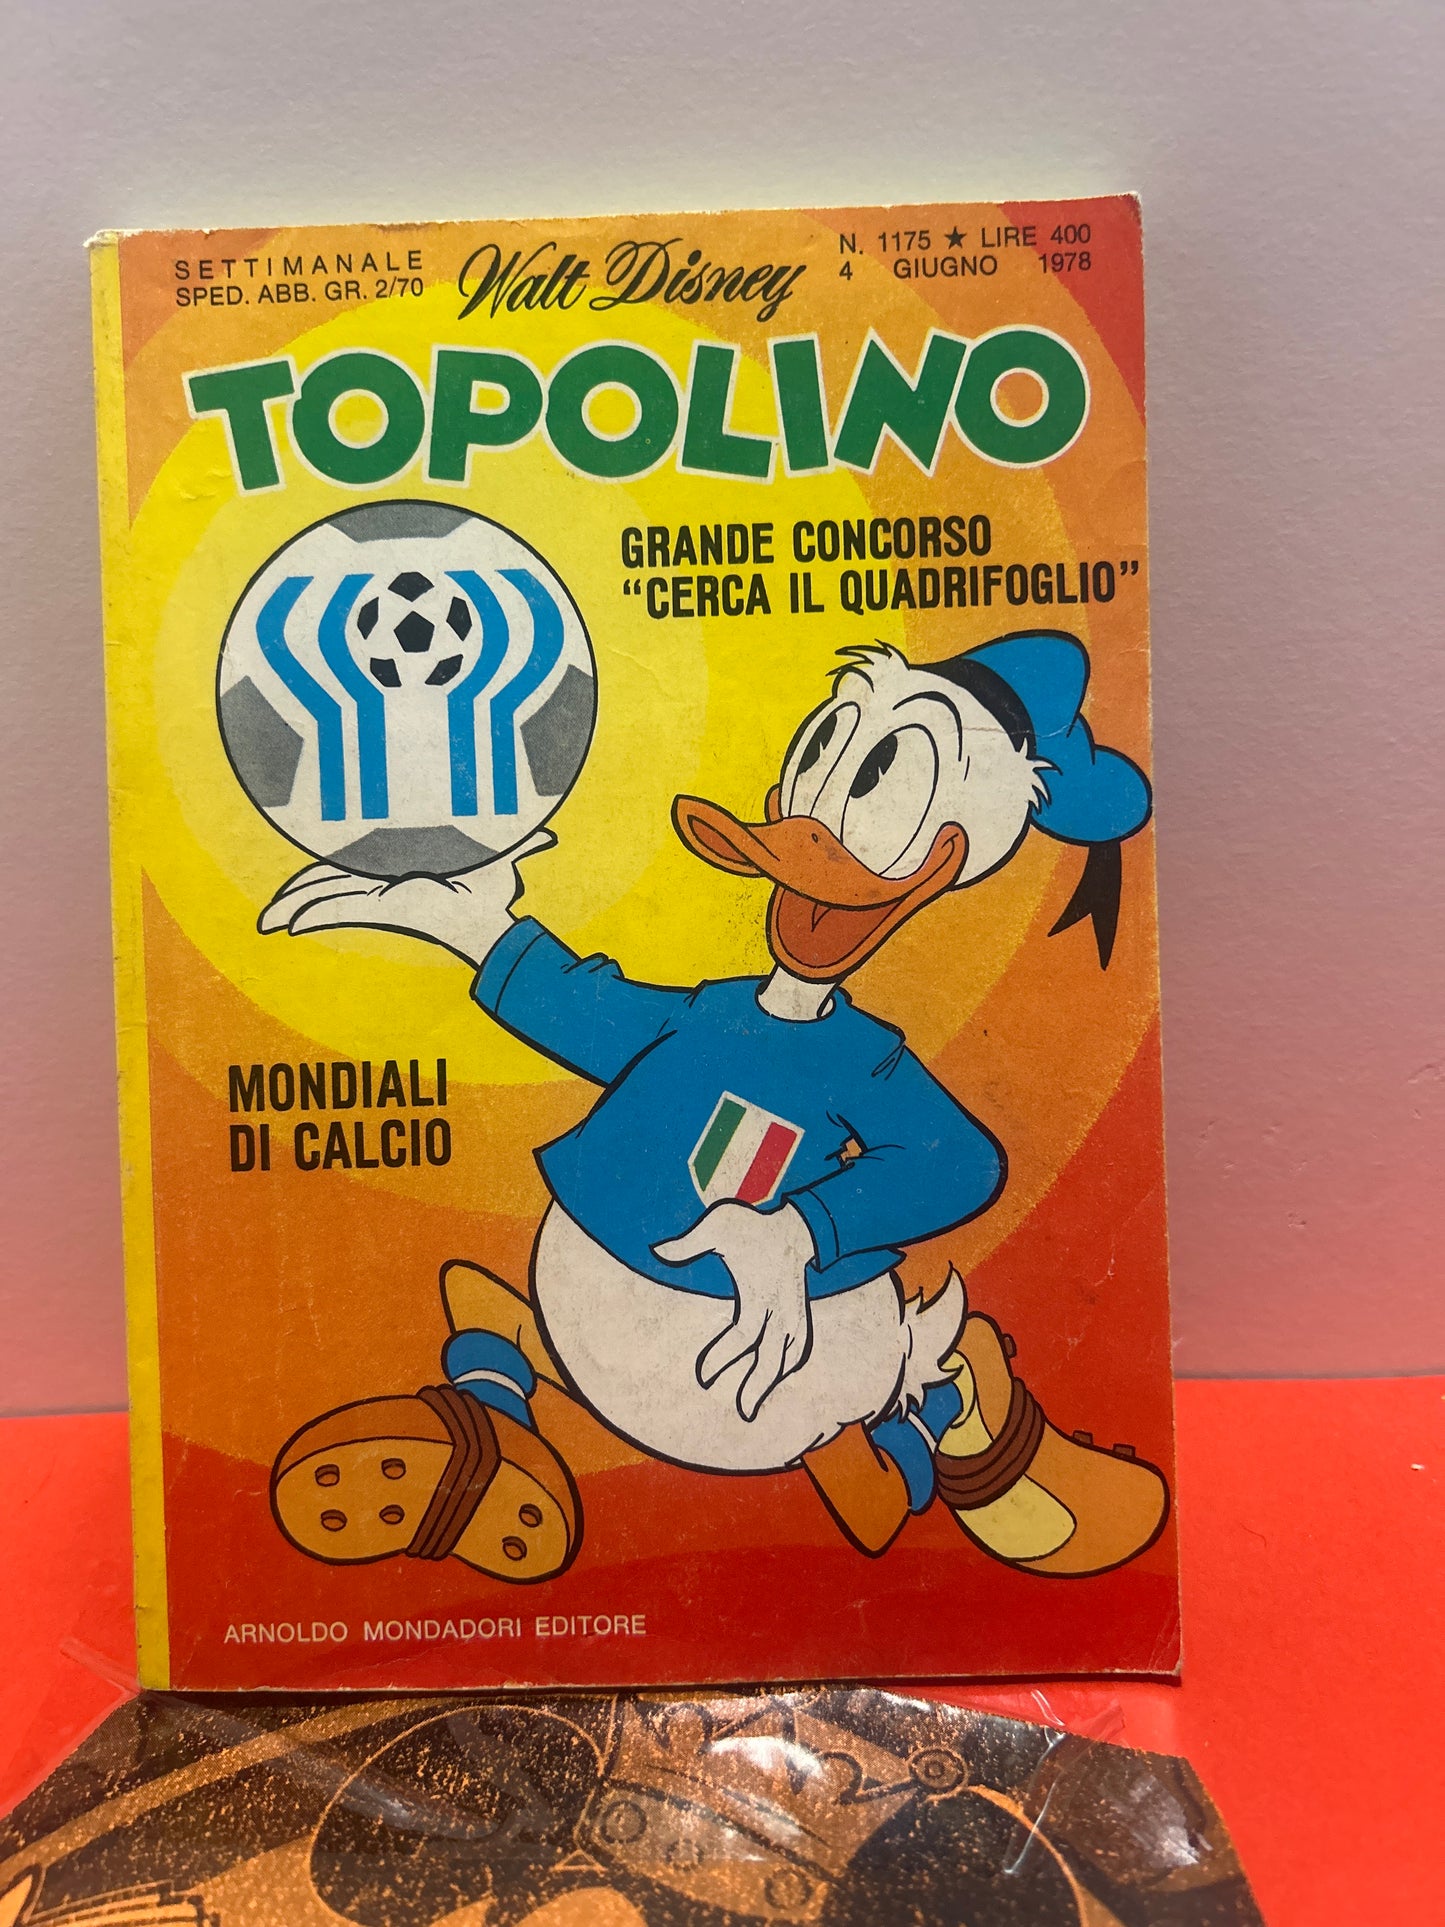 SETTIMANALE
SPED. ABB. GR. 2/70
Walt Disney
N. 1175 ★ LIRE 400
4 GIUGNO 1978
TOPOLINO
GRANDE CONCORSO
“CERCA IL QUADRIFOGLIO”
MONDIALI
DI CALCIO
ARNOLDO MONDADORI EDITORE